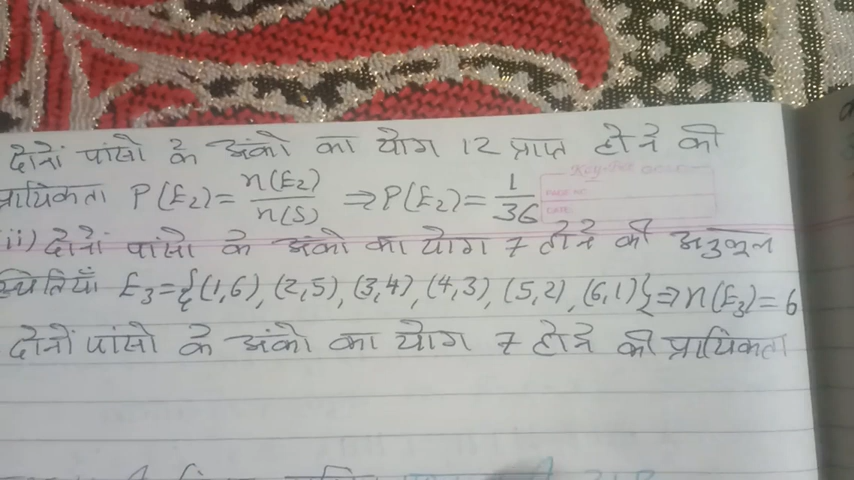 दोनों पांसो के अंको का योग 12 प्राप्त होने की
प्रायिकता P(E₂) = n(E₂)/n(S) ⇒ P(E₂) = 1/36
ii) दोनों पांसो के अंको का योग 7 होने की अनुकूल
स्थितियाँ E₃ = {(1,6), (2,5), (3,4), (4,3), (5,2), (6,1)} ⇒ n(E₃) = 6
दोनों पांसो के अंको का योग 7 होने की प्रायिकता